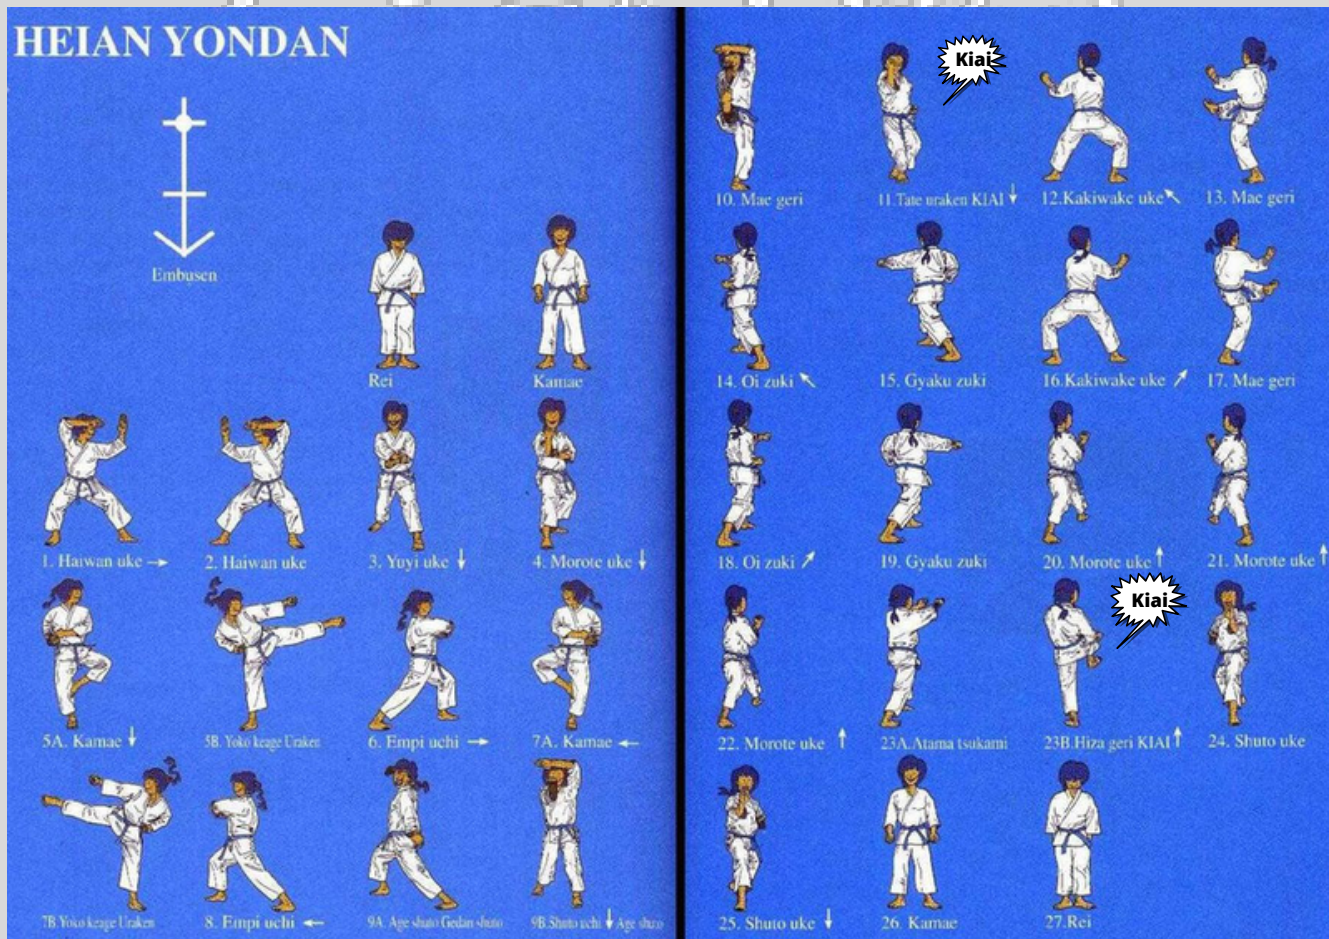 HEIAN YONDAN
Embusen
Rei
Kamae
1. Haiwan uke
2. Haiwan uke
3. Yuyi uke
4. Morote uke
5A. Kamae
5B. Yoko keage Uraken
6. Empi uchi
7A. Kamae
7B. Yoko keage Uraken
8. Empi uchi
9A. Age shuto Gedan shuto
9B. Shuto uchi Age shuto
Kiai
10. Mae geri
11. Tate uraken KIAI
12. Kakiwake uke
13. Mae geri
14. Oi zuki
15. Gyaku zuki
16. Kakiwake uke
17. Mae geri
18. Oi zuki
19. Gyaku zuki
20. Morote uke
21. Morote uke
Kiai
22. Morote uke
23A. Atama tsukami
23B. Hiza geri KIAI
24. Shuto uke
25. Shuto uke
26. Kamae
27. Rei